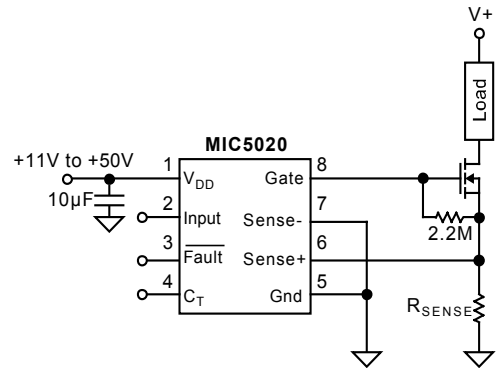 V+
Load
MIC5020
+11V to +50V
10µF
1
VDD
2
Input
3
Fault
4
CT
8
Gate
7
Sense-
6
Sense+
5
Gnd
2.2M
RSENSE